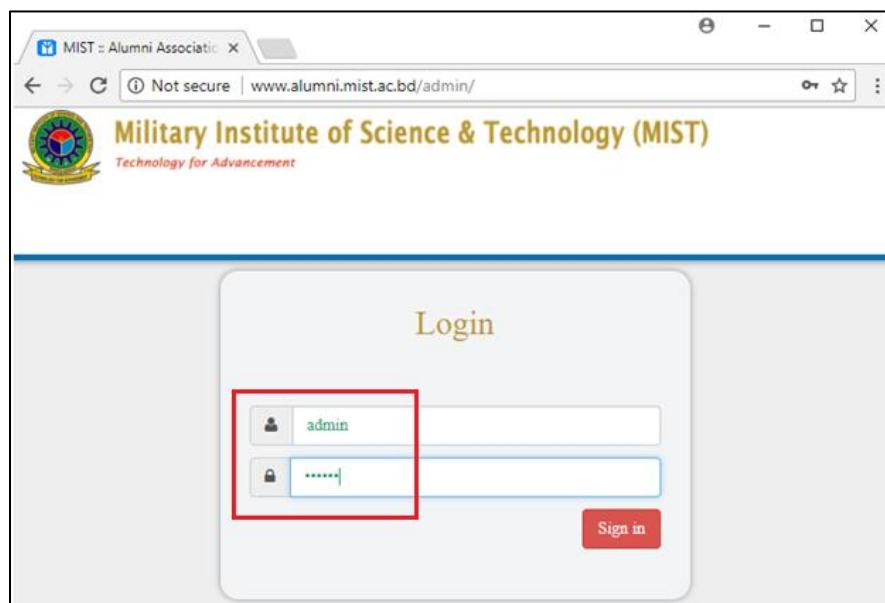 MIST :: Alumni Associatio
Not secure | www.alumni.mist.ac.bd/admin/
Military Institute of Science & Technology (MIST)
Technology for Advancement
Login
admin
••••••
Sign in